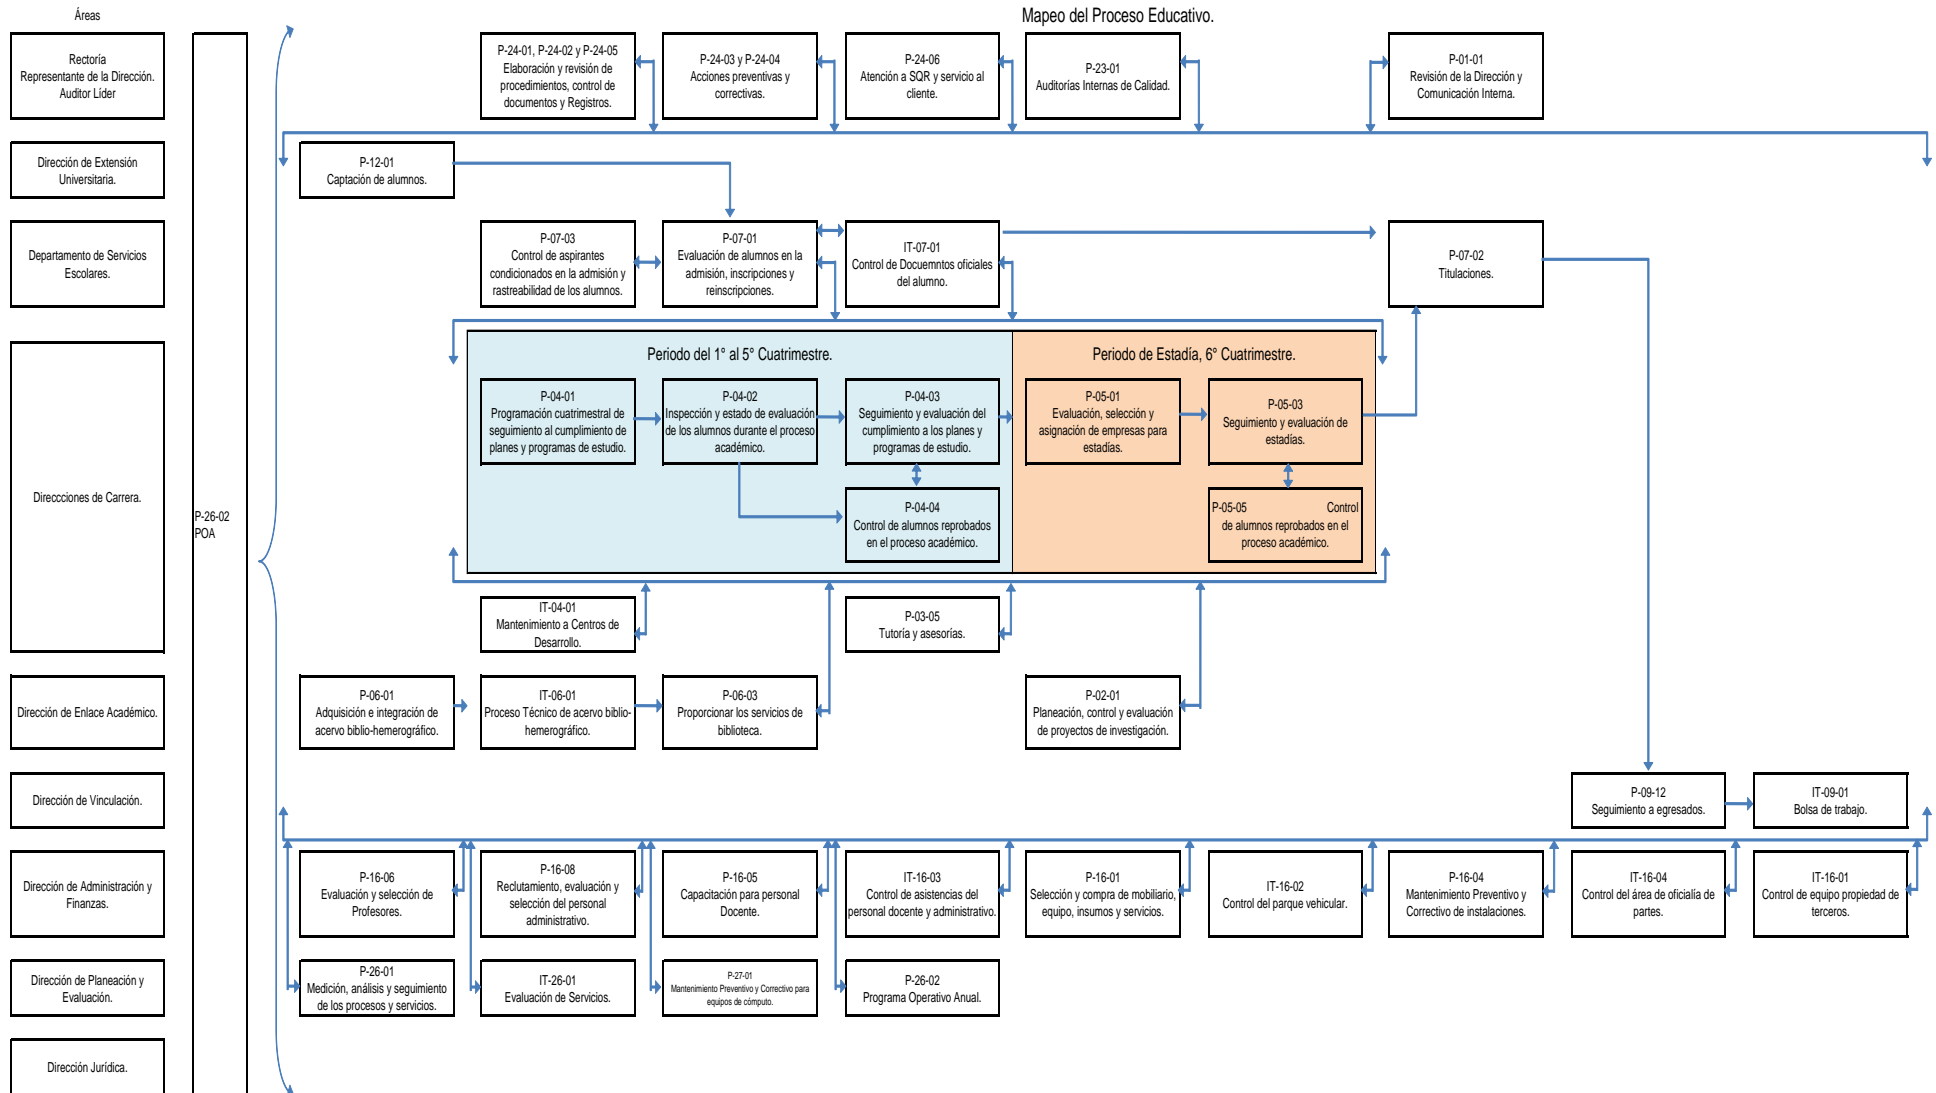 Áreas
Mapeo del Proceso Educativo.
Rectoría
Representante de la Dirección.
Auditor Líder
P-24-01, P-24-02 y P-24-05
Elaboración y revisión de
procedimientos, control de
documentos y Registros.
P-24-03 y P-24-04
Acciones preventivas y
correctivas.
P-24-06
Atención a SQR y servicio al
cliente.
P-23-01
Auditorías Internas de Calidad.
P-01-01
Revisión de la Dirección y
Comunicación Interna.
Dirección de Extensión
Universitaria.
P-12-01
Captación de alumnos.
Departamento de Servicios
Escolares.
P-07-03
Control de aspirantes
condicionados en la admisión y
rastreabilidad de los alumnos.
P-07-01
Evaluación de alumnos en la
admisión, inscripciones y
reinscripciones.
IT-07-01
Control de Docuemntos oficiales
del alumno.
P-07-02
Titulaciones.
Direcciones de Carrera.
P-26-02
POA
Periodo del 1° al 5° Cuatrimestre.
Periodo de Estadía, 6° Cuatrimestre.
P-04-01
Programación cuatrimestral de
seguimiento al cumplimiento de
planes y programas de estudio.
P-04-02
Inspección y estado de evaluación
de los alumnos durante el proceso
académico.
P-04-03
Seguimiento y evaluación del
cumplimiento a los planes y
programas de estudio.
P-05-01
Evaluación, selección y
asignación de empresas para
estadías.
P-05-03
Seguimiento y evaluación de
estadías.
P-04-04
Control de alumnos reprobados
en el proceso académico.
P-05-05 Control
de alumnos reprobados en el
proceso académico.
IT-04-01
Mantenimiento a Centros de
Desarrollo.
P-03-05
Tutoría y asesorías.
Dirección de Enlace Académico.
P-06-01
Adquisición e integración de
acervo biblio-hemerográfico.
IT-06-01
Proceso Técnico de acervo biblio-
hemerográfico.
P-06-03
Proporcionar los servicios de
biblioteca.
P-02-01
Planeación, control y evaluación
de proyectos de investigación.
Dirección de Vinculación.
P-09-12
Seguimiento a egresados.
IT-09-01
Bolsa de trabajo.
Dirección de Administración y
Finanzas.
P-16-06
Evaluación y selección de
Profesores.
P-16-08
Reclutamiento, evaluación y
selección del personal
administrativo.
P-16-05
Capacitación para personal
Docente.
IT-16-03
Control de asistencias del
personal docente y administrativo.
P-16-01
Selección y compra de mobiliario,
equipo, insumos y servicios.
IT-16-02
Control del parque vehicular.
P-16-04
Mantenimiento Preventivo y
Correctivo de instalaciones.
IT-16-04
Control del área de oficialía de
partes.
IT-16-01
Control de equipo propiedad de
terceros.
Dirección de Planeación y
Evaluación.
P-26-01
Medición, análisis y seguimiento
de los procesos y servicios.
IT-26-01
Evaluación de Servicios.
P-27-01
Mantenimiento Preventivo y Correctivo para
equipos de cómputo.
P-26-02
Programa Operativo Anual.
Dirección Jurídica.